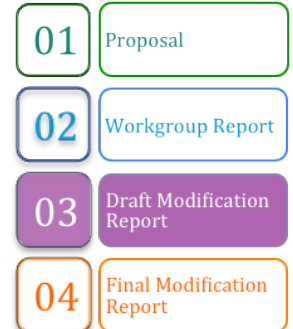 01
Proposal
02
Workgroup Report
03
Draft Modification
Report
04
Final Modification
Report